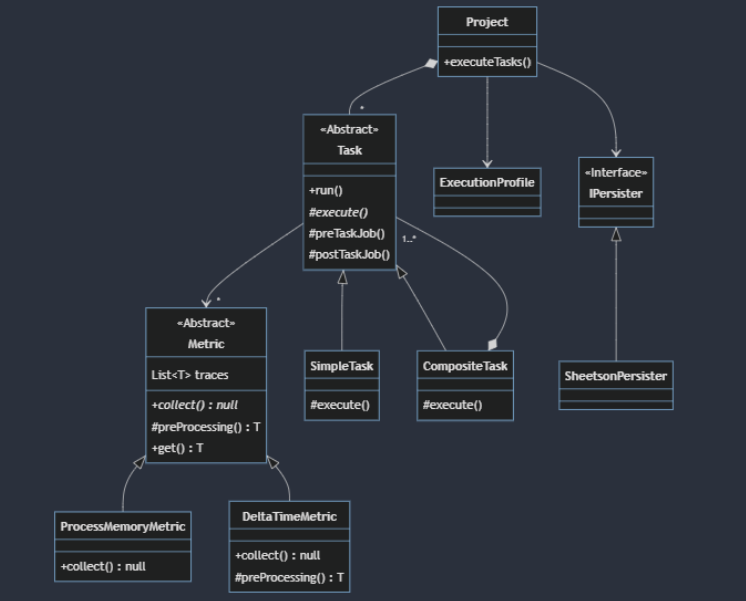 Project
+executeTasks()
*
«Abstract»
Task
+run()
#execute()
#preTaskJob()
#postTaskJob()
ExecutionProfile
«Interface»
IPersister
1..*
*
«Abstract»
Metric
List<T> traces
+collect() : null
#preProcessing() : T
+get() : T
SimpleTask
#execute()
CompositeTask
#execute()
SheetsonPersister
ProcessMemoryMetric
+collect() : null
DeltaTimeMetric
+collect() : null
#preProcessing() : T